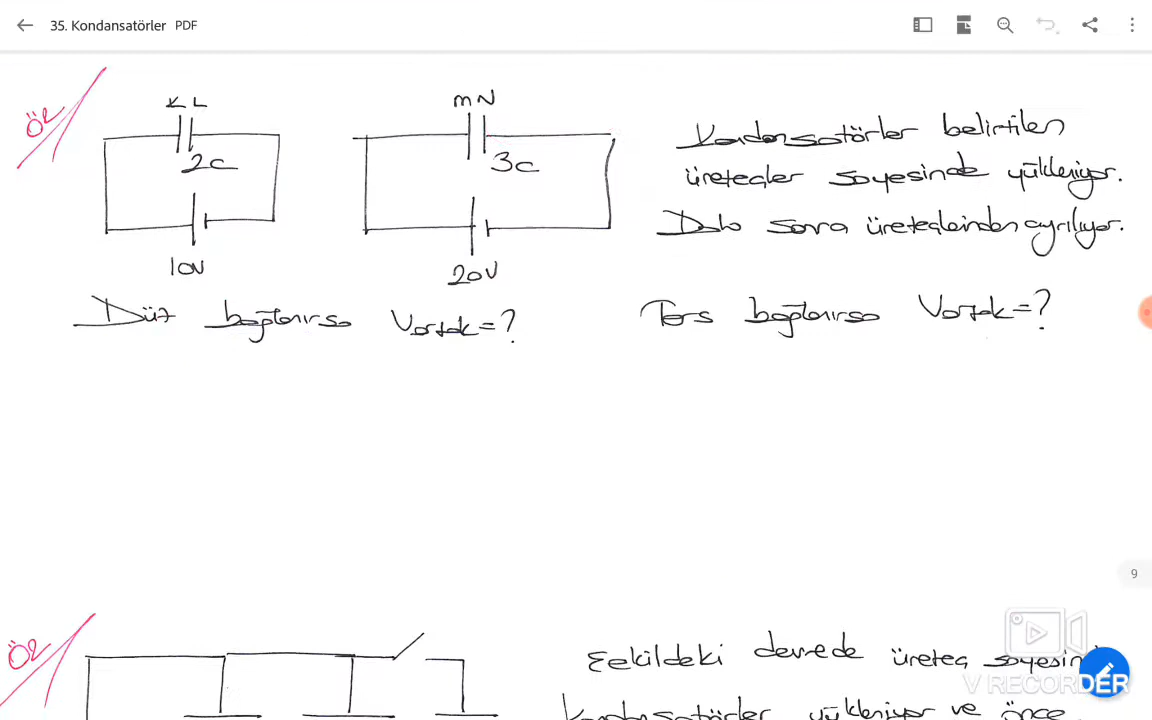 35. Kondansatörler PDF
Ör
K L
m N
2C
3C
10V
20V
Kondansatörler belirtilen
üreteçler sayesinde yükleniyor.
Daha sonra üreteçlerinden ayrılıyor.
Düz bağlanırsa Vortak=?
Ters bağlanırsa Vortak=?
9
Ör
Şekildeki devrede üreteç sayesin
kondansatörler yükleniyor ve önce
V RECORDER